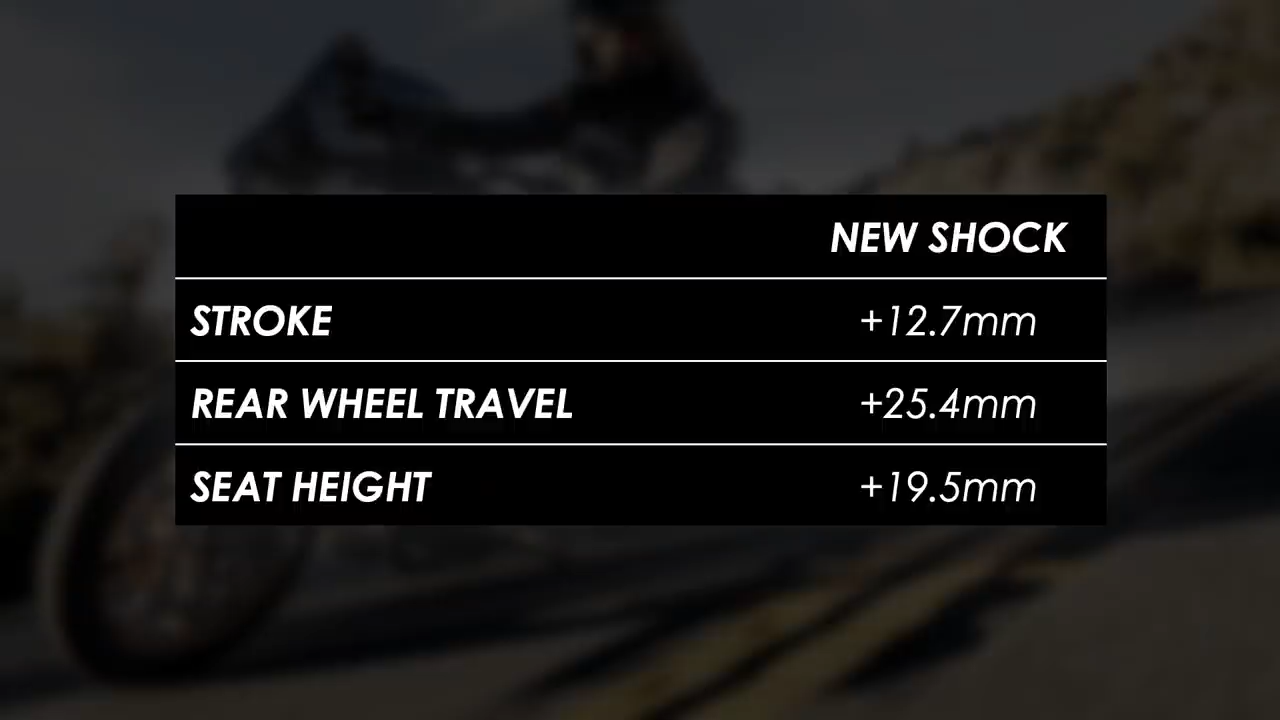 NEW SHOCK
STROKE +12.7mm
REAR WHEEL TRAVEL +25.4mm
SEAT HEIGHT +19.5mm